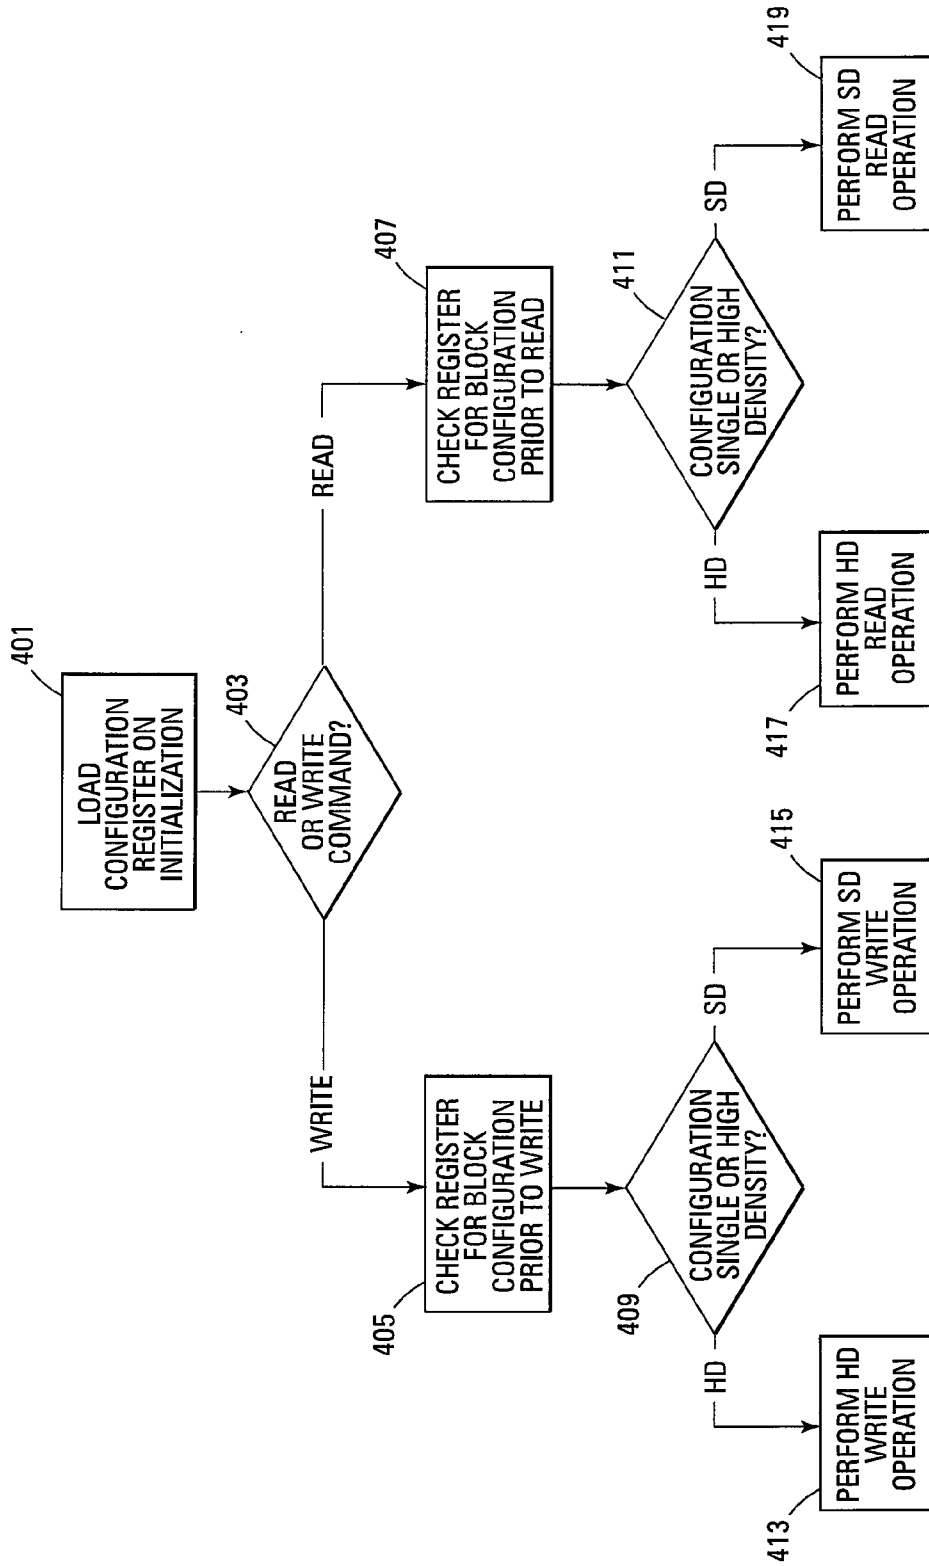 401
LOAD
CONFIGURATION
REGISTER ON
INITIALIZATION
403
READ
OR WRITE
COMMAND?
WRITE
READ
405
CHECK REGISTER
FOR BLOCK
CONFIGURATION
PRIOR TO WRITE
407
CHECK REGISTER
FOR BLOCK
CONFIGURATION
PRIOR TO READ
409
CONFIGURATION
SINGLE OR HIGH
DENSITY?
HD
SD
411
CONFIGURATION
SINGLE OR HIGH
DENSITY?
HD
SD
413
PERFORM HD
WRITE
OPERATION
415
PERFORM SD
WRITE
OPERATION
417
PERFORM HD
READ
OPERATION
419
PERFORM SD
READ
OPERATION